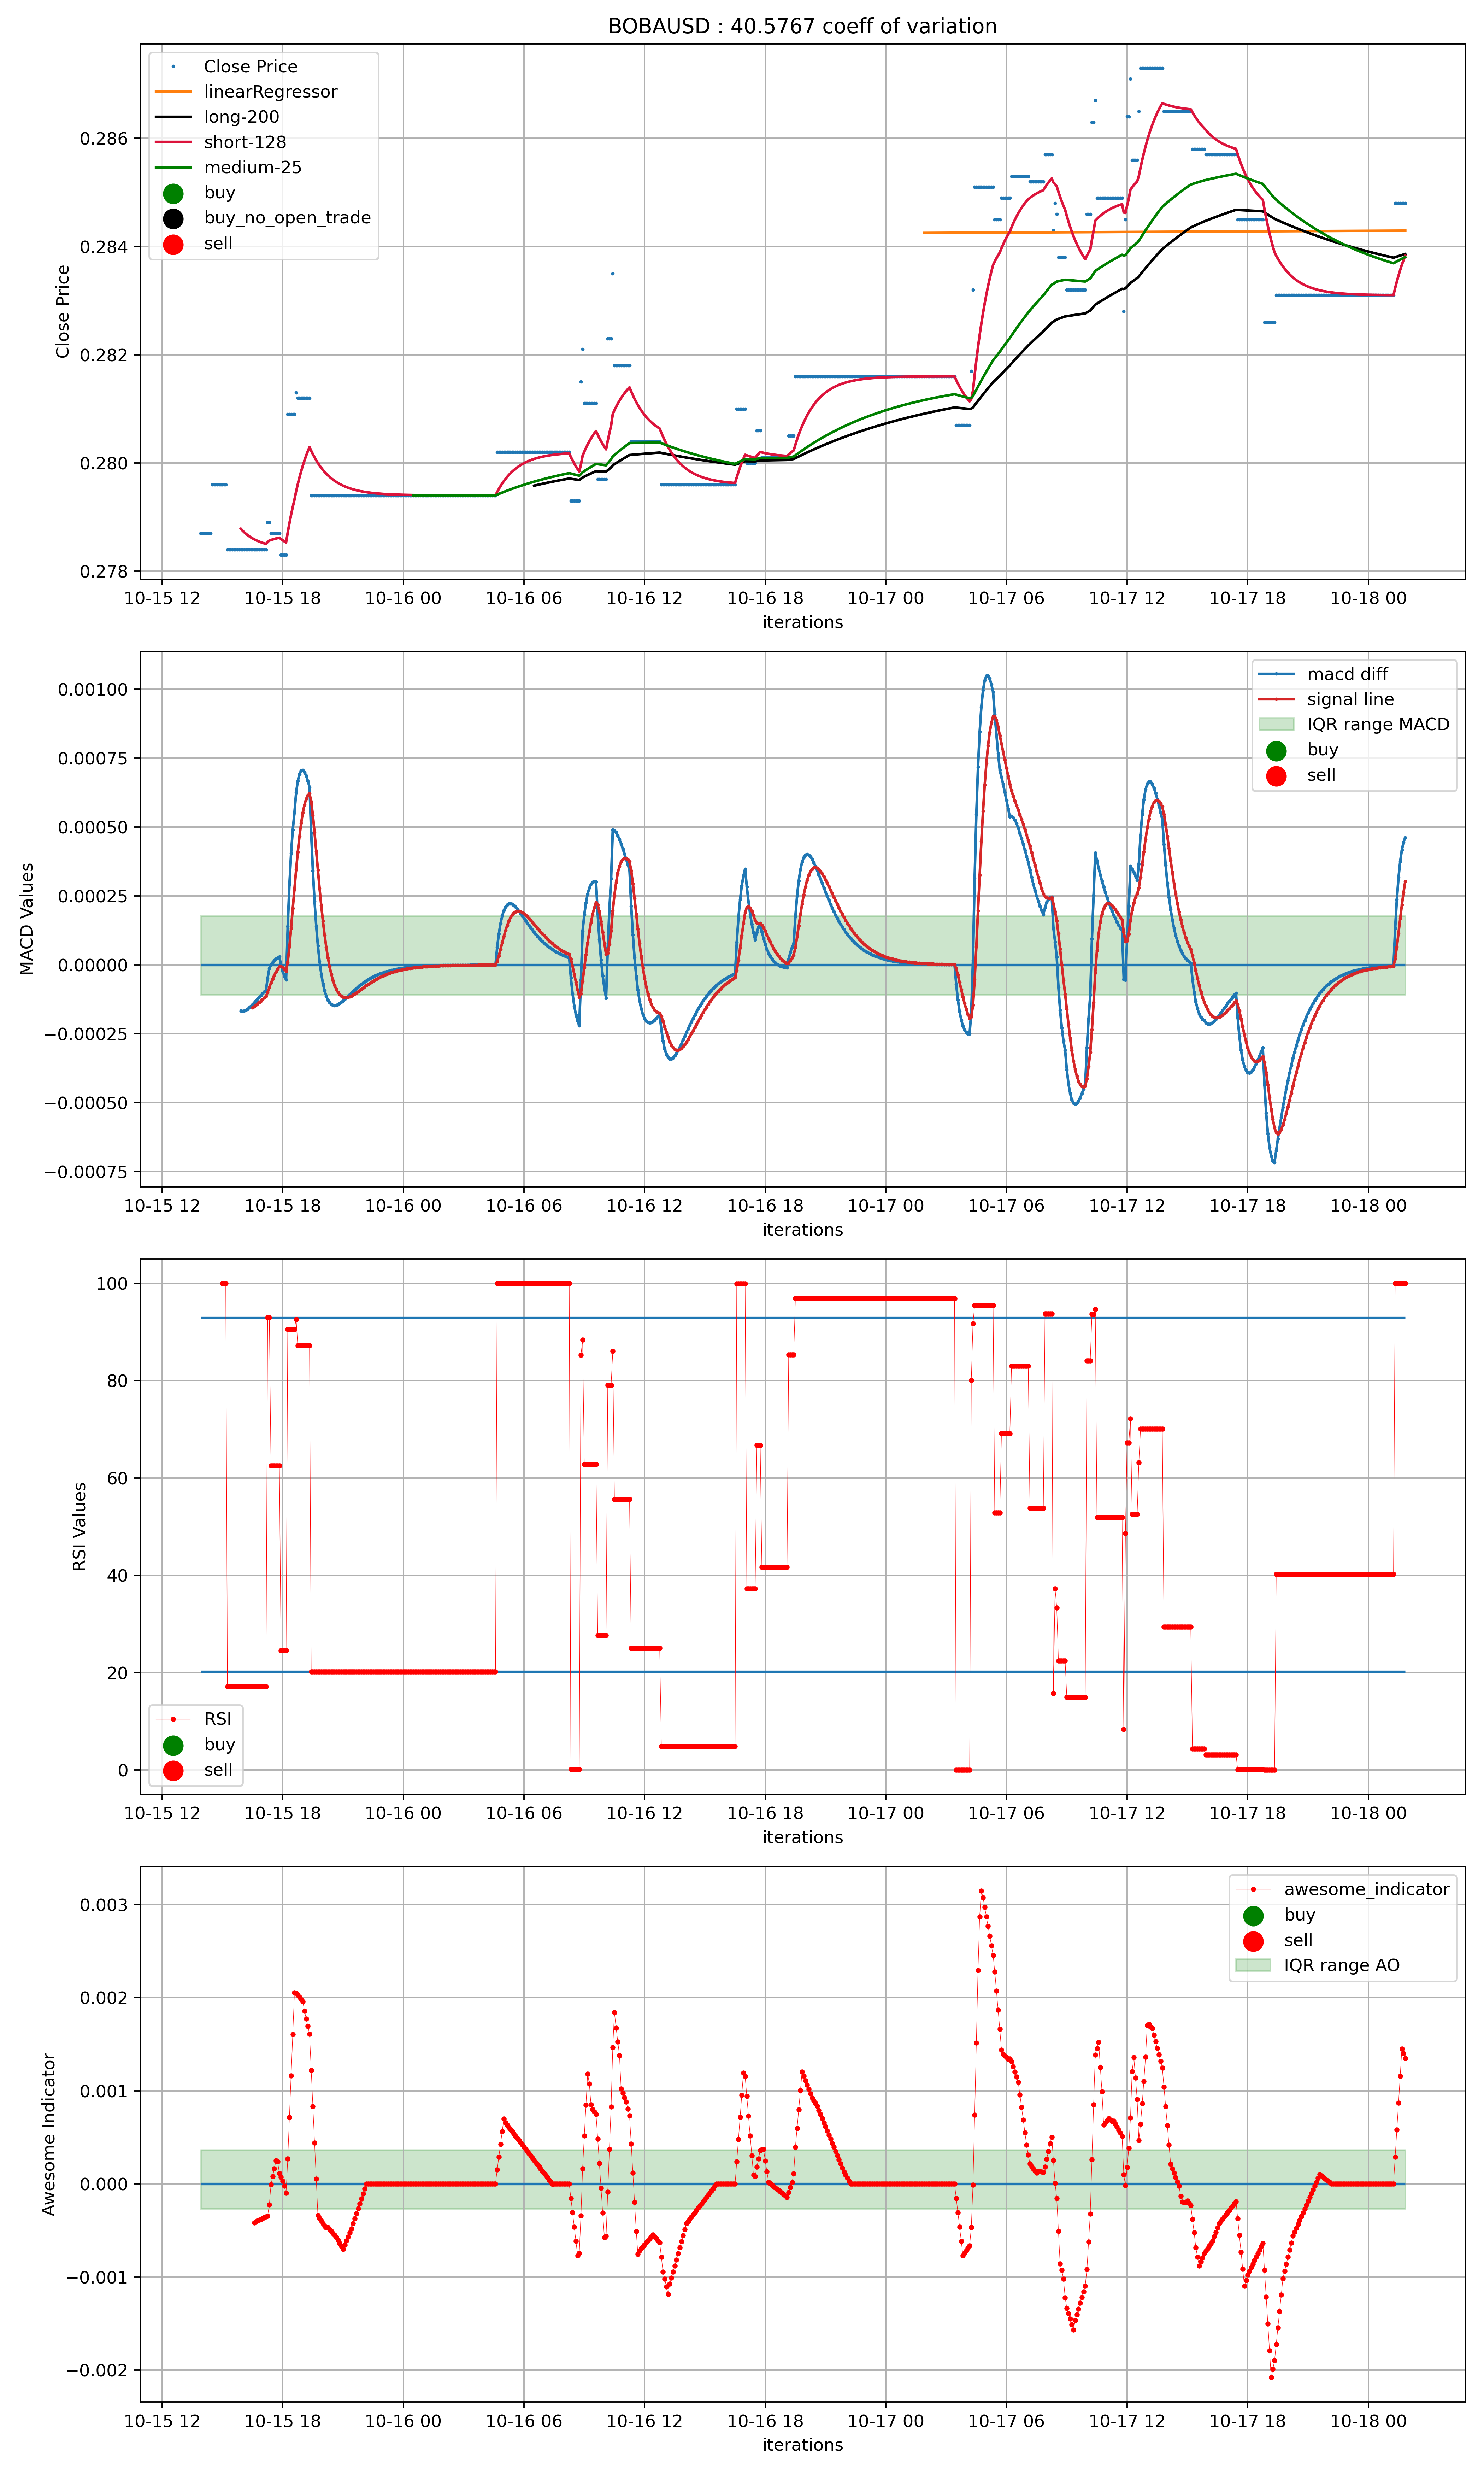 BOBAUSD : 40.5767 coeff of variation
Close Price
linearRegressor
long-200
short-128
medium-25
buy
buy_no_open_trade
sell
Close Price
0.286
0.284
0.282
0.280
0.278
10-15 12 10-15 18 10-16 00 10-16 06 10-16 12 10-16 18 10-17 00 10-17 06 10-17 12 10-17 18 10-18 00
iterations
macd diff
signal line
IQR range MACD
buy
sell
MACD Values
0.00100
0.00075
0.00050
0.00025
0.00000
−0.00025
−0.00050
−0.00075
10-15 12 10-15 18 10-16 00 10-16 06 10-16 12 10-16 18 10-17 00 10-17 06 10-17 12 10-17 18 10-18 00
iterations
RSI Values
100
80
60
40
20
0
RSI
buy
sell
10-15 12 10-15 18 10-16 00 10-16 06 10-16 12 10-16 18 10-17 00 10-17 06 10-17 12 10-17 18 10-18 00
iterations
awesome_indicator
buy
sell
IQR range AO
Awesome Indicator
0.003
0.002
0.001
0.000
−0.001
−0.002
10-15 12 10-15 18 10-16 00 10-16 06 10-16 12 10-16 18 10-17 00 10-17 06 10-17 12 10-17 18 10-18 00
iterations